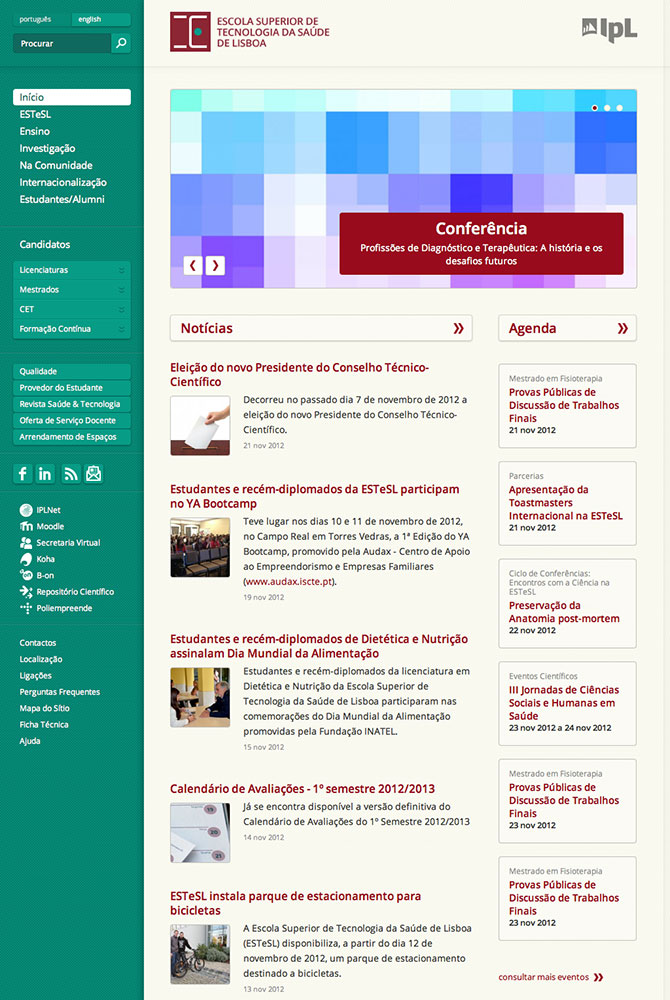 português
english
Procurar
Início
ESTeSL
Ensino
Investigação
Na Comunidade
Internacionalização
Estudantes/Alumni
Candidatos
Licenciaturas
Mestrados
CET
Formação Contínua
Qualidade
Provedor do Estudante
Revista Saúde & Tecnologia
Oferta de Serviço Docente
Arrendamento de Espaços
IPLNet
Moodle
Secretaria Virtual
Koha
B-on
Repositório Científico
Poliempreende
Contactos
Localização
Ligações
Perguntas Frequentes
Mapa do Sítio
Ficha Técnica
Ajuda
ESCOLA SUPERIOR DE
TECNOLOGIA DA SAÚDE
DE LISBOA
IpL
Conferência
Profissões de Diagnóstico e Terapêutica: A história e os
desafios futuros
Notícias
Eleição do novo Presidente do Conselho Técnico-
Científico
Decorreu no passado dia 7 de novembro de 2012 a
eleição do novo Presidente do Conselho Técnico-
Científico.
21 nov 2012
Estudantes e recém-diplomados da ESTeSL participam
no YA Bootcamp
Teve lugar nos dias 10 e 11 de novembro de 2012,
no Campo Real em Torres Vedras, a 1ª Edição do YA
Bootcamp, promovido pela Audax - Centro de Apoio
ao Empreendorismo e Empresas Familiares
(www.audax.iscte.pt).
19 nov 2012
Estudantes e recém-diplomados de Dietética e Nutrição
assinalam Dia Mundial da Alimentação
Estudantes e recém-diplomados da licenciatura em
Dietética e Nutrição da Escola Superior de
Tecnologia da Saúde de Lisboa participaram nas
comemorações do Dia Mundial da Alimentação
promovidas pela Fundação INATEL.
15 nov 2012
Calendário de Avaliações - 1º semestre 2012/2013
Já se encontra disponível a versão definitiva do
Calendário de Avaliações do 1º Semestre 2012/2013
14 nov 2012
19
20
21
ESTeSL instala parque de estacionamento para
bicicletas
A Escola Superior de Tecnologia da Saúde de Lisboa
(ESTeSL) disponibiliza, a partir do dia 12 de
novembro de 2012, um parque de estacionamento
destinado a bicicletas.
13 nov 2012
Agenda
Mestrado em Fisioterapia
Provas Públicas de
Discussão de Trabalhos
Finais
21 nov 2012
Parcerias
Apresentação da
Toastmasters
Internacional na ESTeSL
21 nov 2012
Ciclo de Conferências:
Encontros com a Ciência na
ESTeSL
Preservação da
Anatomia post-mortem
22 nov 2012
Eventos Científicos
III Jornadas de Ciências
Sociais e Humanas em
Saúde
23 nov 2012 a 24 nov 2012
Mestrado em Fisioterapia
Provas Públicas de
Discussão de Trabalhos
Finais
23 nov 2012
Mestrado em Fisioterapia
Provas Públicas de
Discussão de Trabalhos
Finais
23 nov 2012
consultar mais eventos